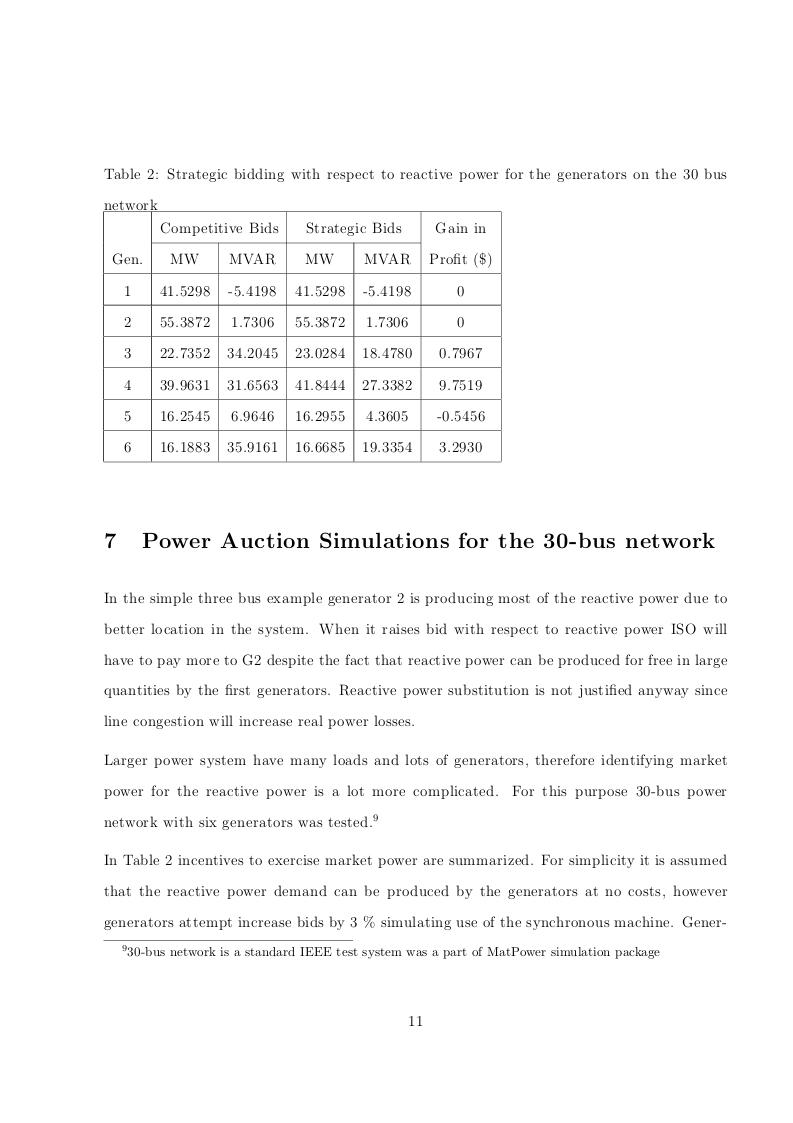 Table 2: Strategic bidding with respect to reactive power for the generators on the 30 bus
network
Competitive Bids Strategic Bids Gain in
Gen. MW MVAR MW MVAR Profit ($)
1 41.5298 -5.4198 41.5298 -5.4198 0
2 55.3872 1.7306 55.3872 1.7306 0
3 22.7352 34.2045 23.0284 18.4780 0.7967
4 39.9631 31.6563 41.8444 27.3382 9.7519
5 16.2545 6.9646 16.2955 4.3605 -0.5456
6 16.1883 35.9161 16.6685 19.3354 3.2930
7 Power Auction Simulations for the 30-bus network
In the simple three bus example generator 2 is producing most of the reactive power due to
better location in the system. When it raises bid with respect to reactive power ISO will
have to pay more to G2 despite the fact that reactive power can be produced for free in large
quantities by the first generators. Reactive power substitution is not justified anyway since
line congestion will increase real power losses.
Larger power system have many loads and lots of generators, therefore identifying market
power for the reactive power is a lot more complicated. For this purpose 30-bus power
network with six generators was tested.9
In Table 2 incentives to exercise market power are summarized. For simplicity it is assumed
that the reactive power demand can be produced by the generators at no costs, however
generators attempt increase bids by 3 % simulating use of the synchronous machine. Gener-
930-bus network is a standard IEEE test system was a part of MatPower simulation package
11